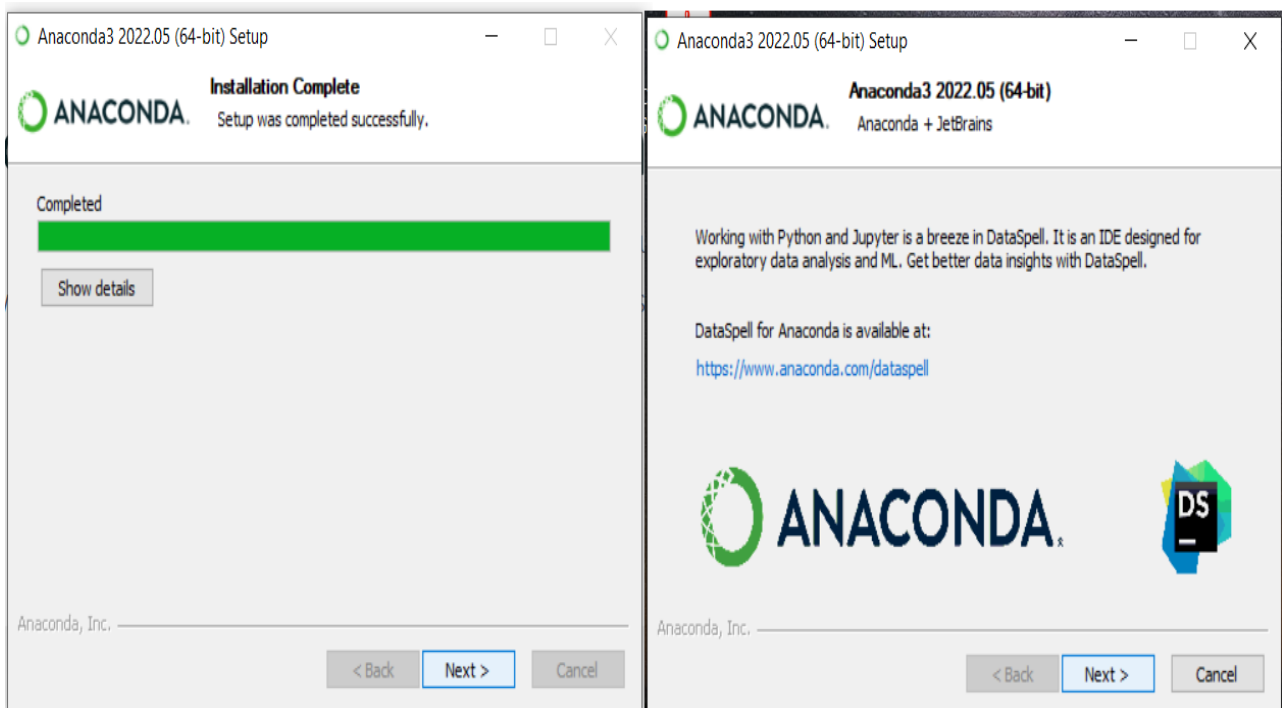 Anaconda3 2022.05 (64-bit) Setup
ANACONDA.
Installation Complete
Setup was completed successfully.
Completed
Show details
Anaconda, Inc.
< Back
Next >
Cancel
Anaconda3 2022.05 (64-bit) Setup
ANACONDA.
Anaconda3 2022.05 (64-bit)
Anaconda + JetBrains
Working with Python and Jupyter is a breeze in DataSpell. It is an IDE designed for
exploratory data analysis and ML. Get better data insights with DataSpell.
DataSpell for Anaconda is available at:
https://www.anaconda.com/dataspell
ANACONDA.
DS
Anaconda, Inc.
< Back
Next >
Cancel